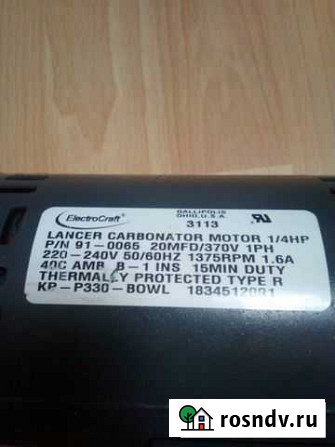 ElectroCraft
GALLIPOLIS
OHIO, U.S.A.
3113
LANCER CARBONATOR MOTOR 1/4HP
P/N 91-0065 20MFD/370V 1PH
220-240V 50/60HZ 1375RPM 1.6A
40C AMB B-1 INS 15MIN DUTY
THERMALLY PROTECTED TYPE R
KP-P330-BOWL 1834512091
rosndv.ru